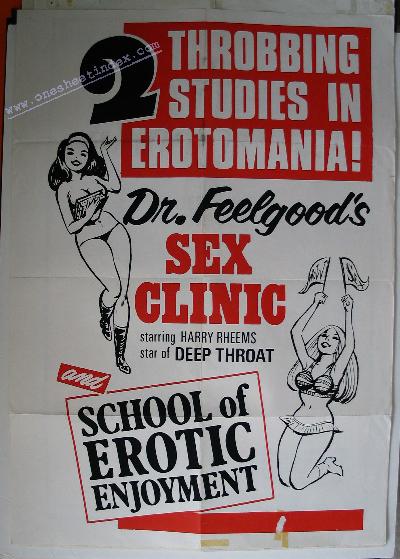 2 THROBBING
STUDIES IN
EROTOMANIA!
Dr. Feelgood's
SEX
CLINIC
starring HARRY RHEEMS
star of DEEP THROAT
and
SCHOOL of
EROTIC
ENJOYMENT
www.onesheetindex.com